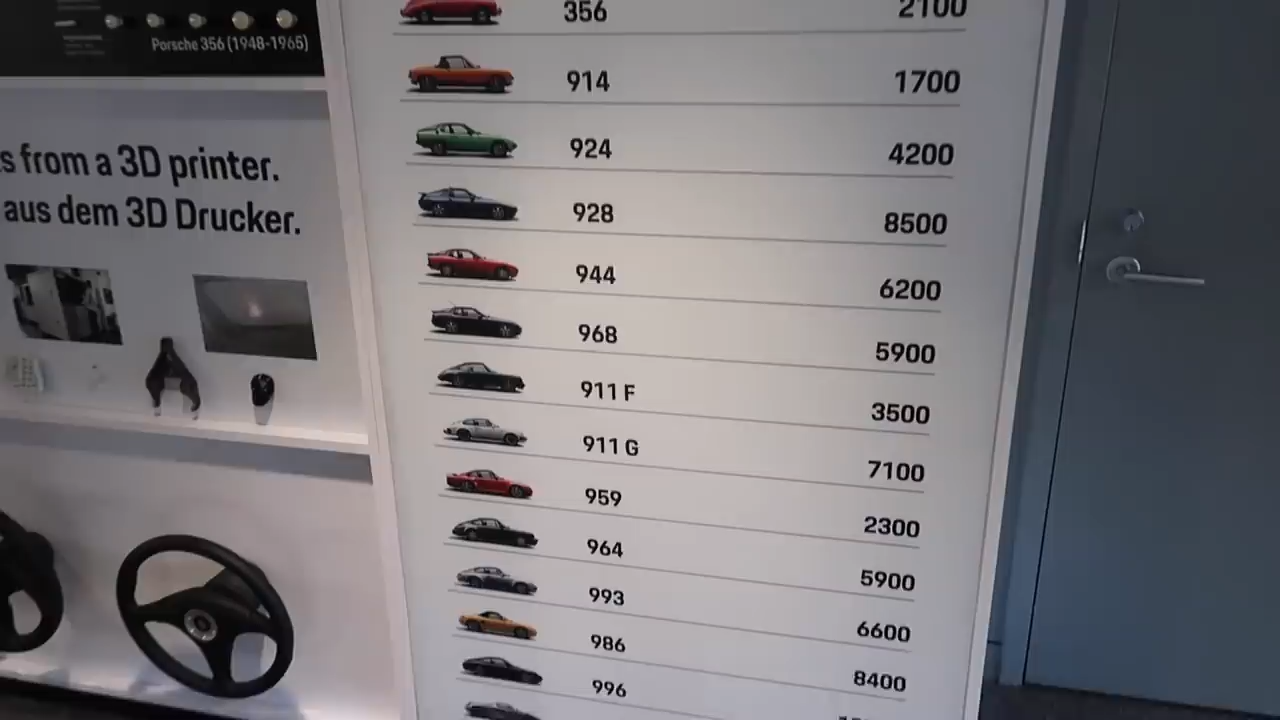 Porsche 356 (1948-1965)
s from a 3D printer.
aus dem 3D Drucker.
356 2100
914 1700
924 4200
928 8500
944 6200
968 5900
911 F 3500
911 G 7100
959 2300
964 5900
993 6600
986 8400
996